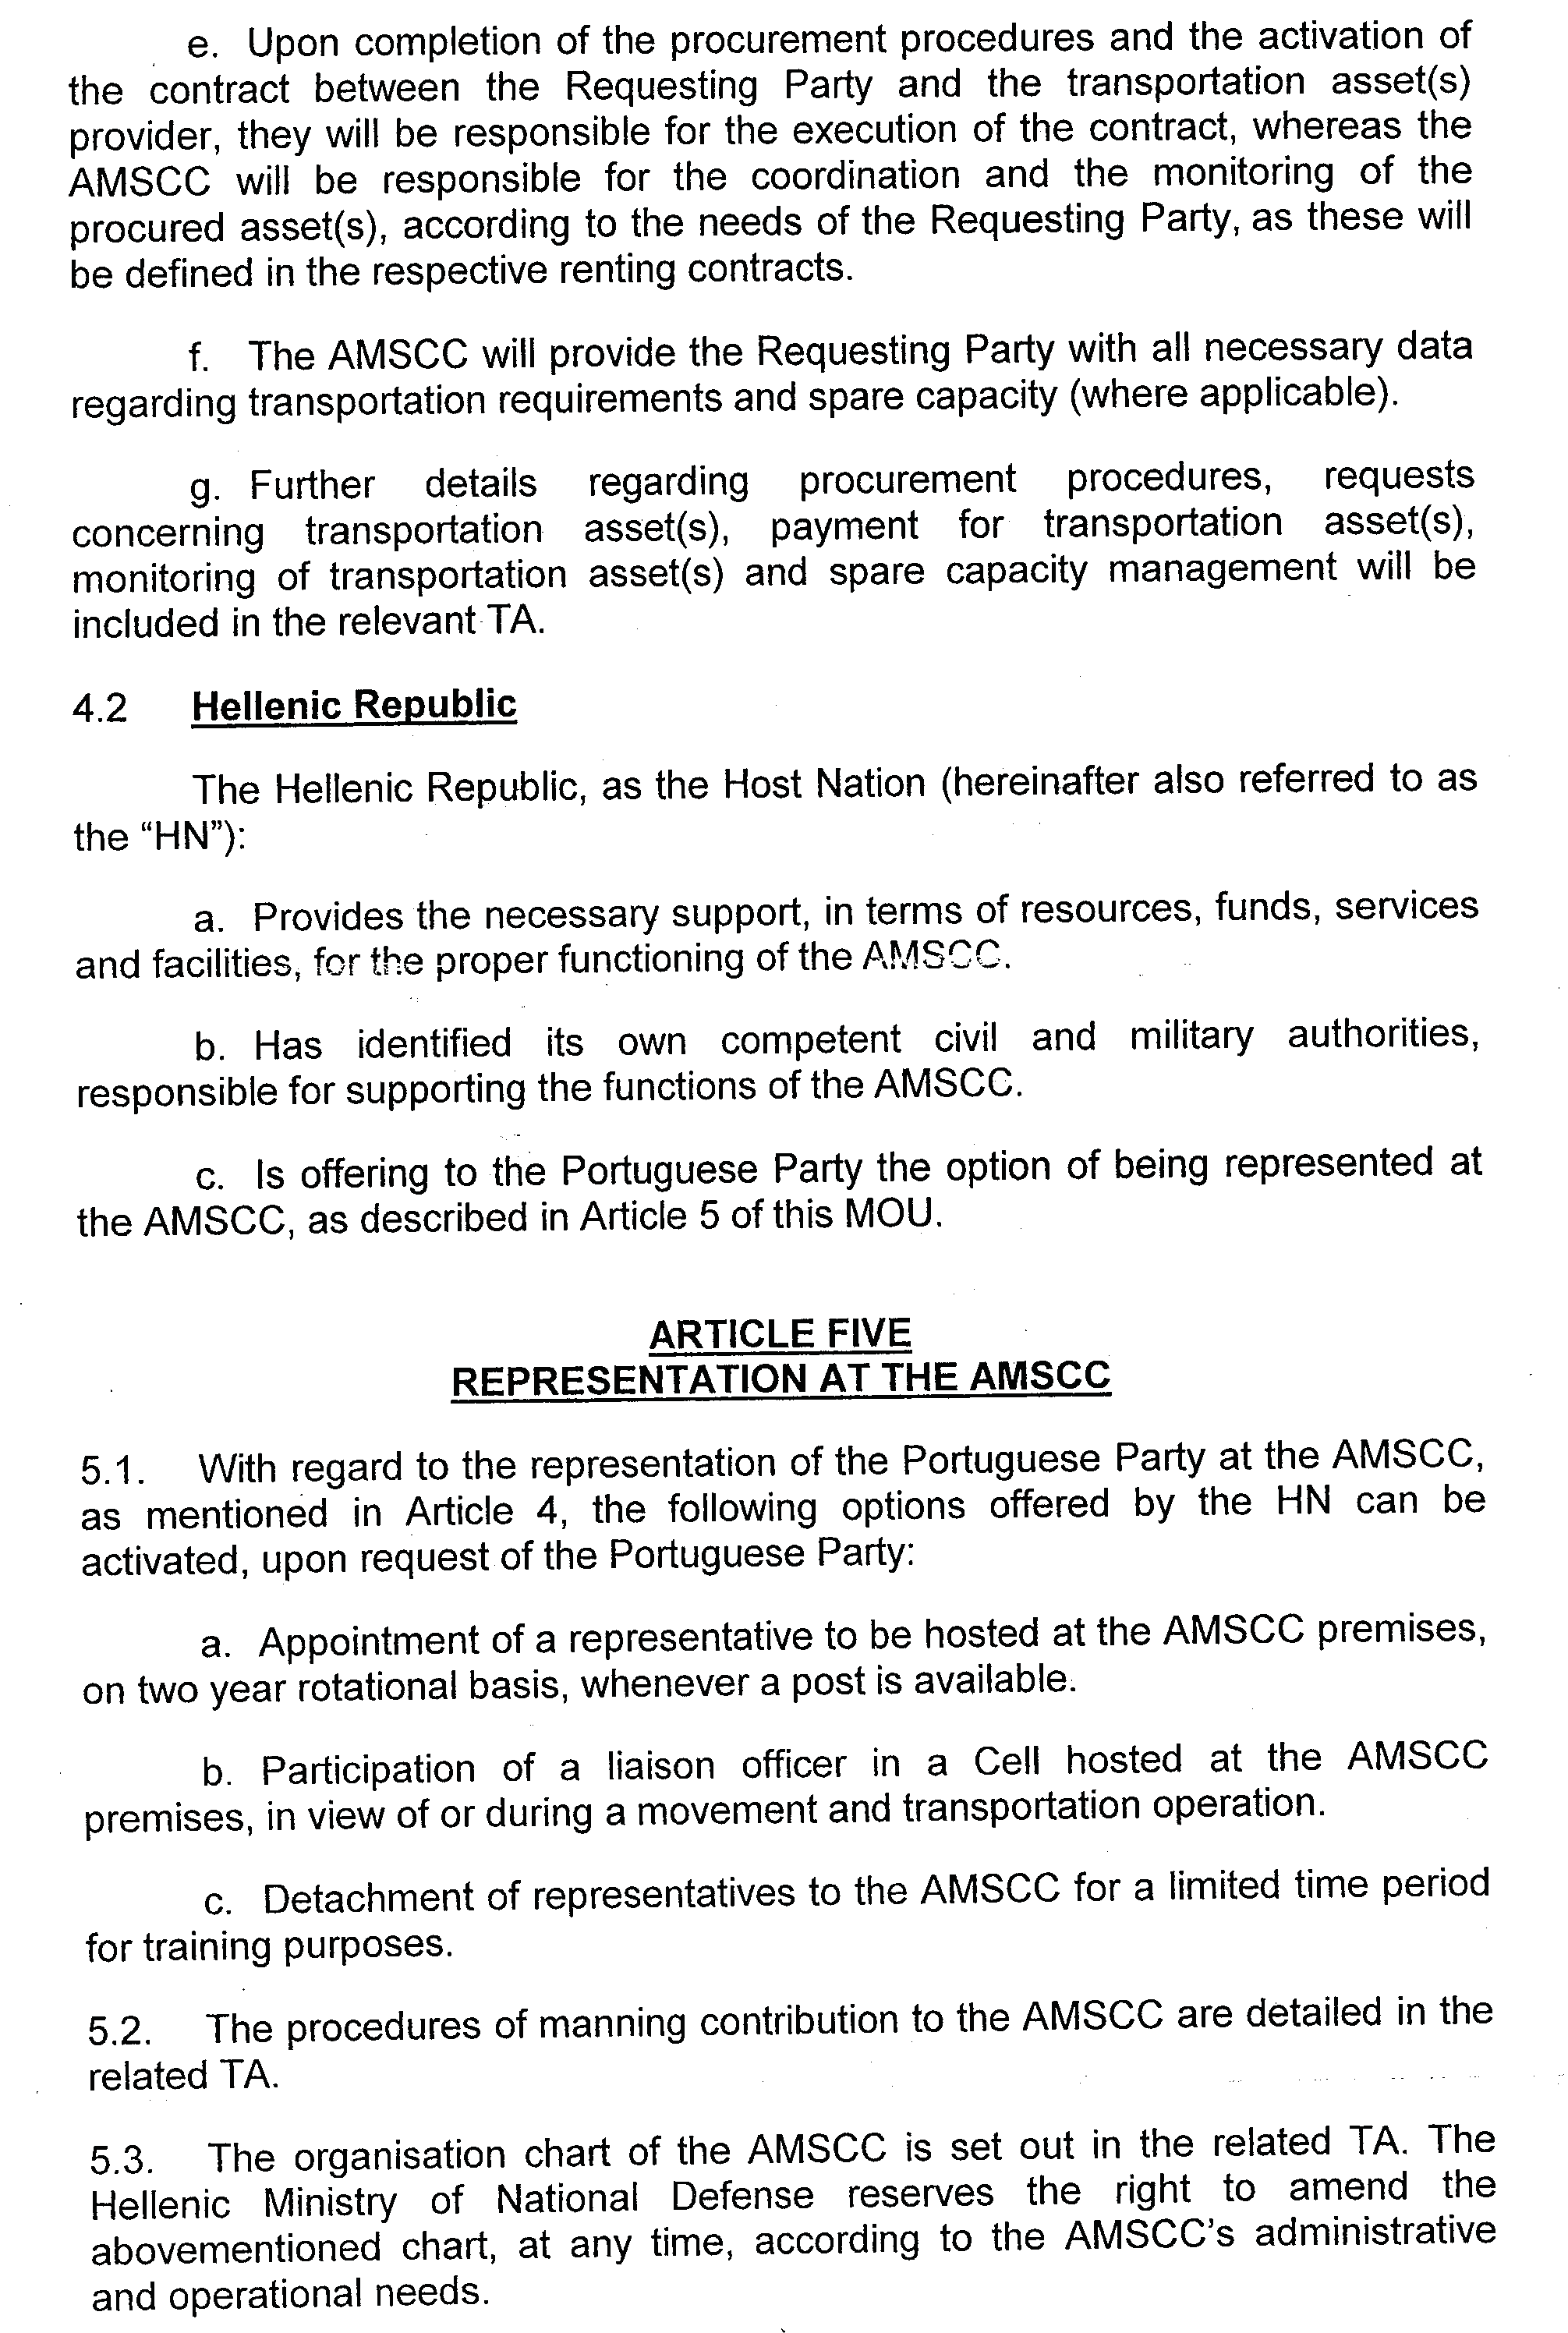 e. Upon completion of the procurement procedures and the activation of
the contract between the Requesting Party and the transportation asset(s)
provider, they will be responsible for the execution of the contract, whereas the
AMSCC will be responsible for the coordination and the monitoring of the
procured asset(s), according to the needs of the Requesting Party, as these will
be defined in the respective renting contracts.
f. The AMSCC will provide the Requesting Party with all necessary data
regarding transportation requirements and spare capacity (where applicable).
g. Further details regarding procurement procedures, requests
concerning transportation asset(s), payment for transportation asset(s),
monitoring of transportation asset(s) and spare capacity management will be
included in the relevant TA.
4.2 Hellenic Republic
The Hellenic Republic, as the Host Nation (hereinafter also referred to as
the “HN”):
a. Provides the necessary support, in terms of resources, funds, services
and facilities, for the proper functioning of the AMSCC.
b. Has identified its own competent civil and military authorities,
responsible for supporting the functions of the AMSCC.
c. Is offering to the Portuguese Party the option of being represented at
the AMSCC, as described in Article 5 of this MOU.
ARTICLE FIVE
REPRESENTATION AT THE AMSCC
5.1. With regard to the representation of the Portuguese Party at the AMSCC,
as mentioned in Article 4, the following options offered by the HN can be
activated, upon request of the Portuguese Party:
a. Appointment of a representative to be hosted at the AMSCC premises,
on two year rotational basis, whenever a post is available.
b. Participation of a liaison officer in a Cell hosted at the AMSCC
premises, in view of or during a movement and transportation operation.
c. Detachment of representatives to the AMSCC for a limited time period
for training purposes.
5.2. The procedures of manning contribution to the AMSCC are detailed in the
related TA.
5.3. The organisation chart of the AMSCC is set out in the related TA. The
Hellenic Ministry of National Defense reserves the right to amend the
abovementioned chart, at any time, according to the AMSCC’s administrative
and operational needs.